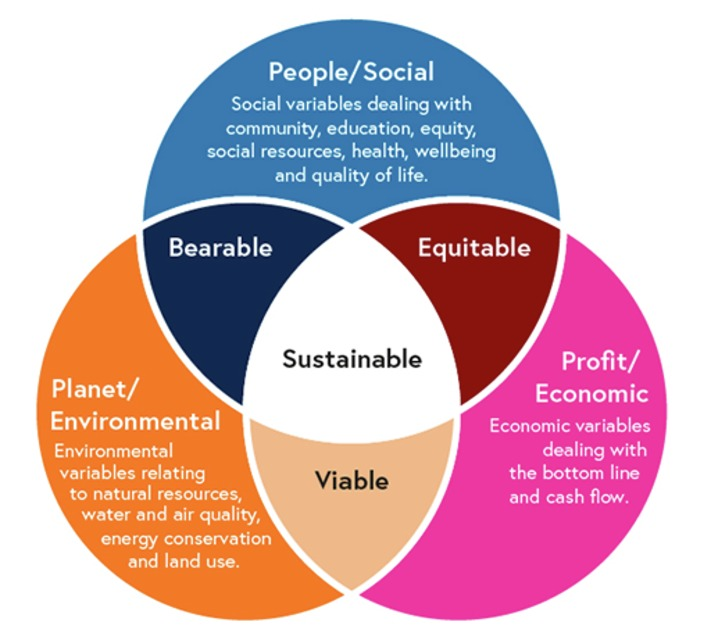 People/Social
Social variables dealing with
community, education, equity,
social resources, health, wellbeing
and quality of life.
Bearable
Equitable
Sustainable
Planet/
Environmental
Environmental
variables relating
to natural resources,
water and air quality,
energy conservation
and land use.
Profit/
Economic
Economic variables
dealing with
the bottom line
and cash flow.
Viable